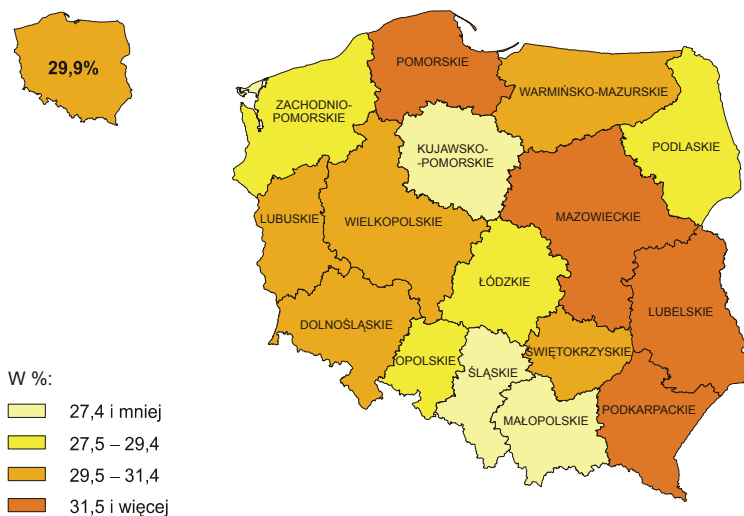 29,9%
POMORSKIE
WARMIŃSKO-MAZURSKIE
ZACHODNIO-
POMORSKIE
PODLASKIE
KUJAWSKO-
-POMORSKIE
LUBUSKIE
WIELKOPOLSKIE
MAZOWIECKIE
ŁÓDZKIE
LUBELSKIE
DOLNOŚLĄSKIE
OPOLSKIE
ŚWIĘTOKRZYSKIE
ŚLĄSKIE
PODKARPACKIE
MAŁOPOLSKIE
W %:
27,4 i mniej
27,5 – 29,4
29,5 – 31,4
31,5 i więcej